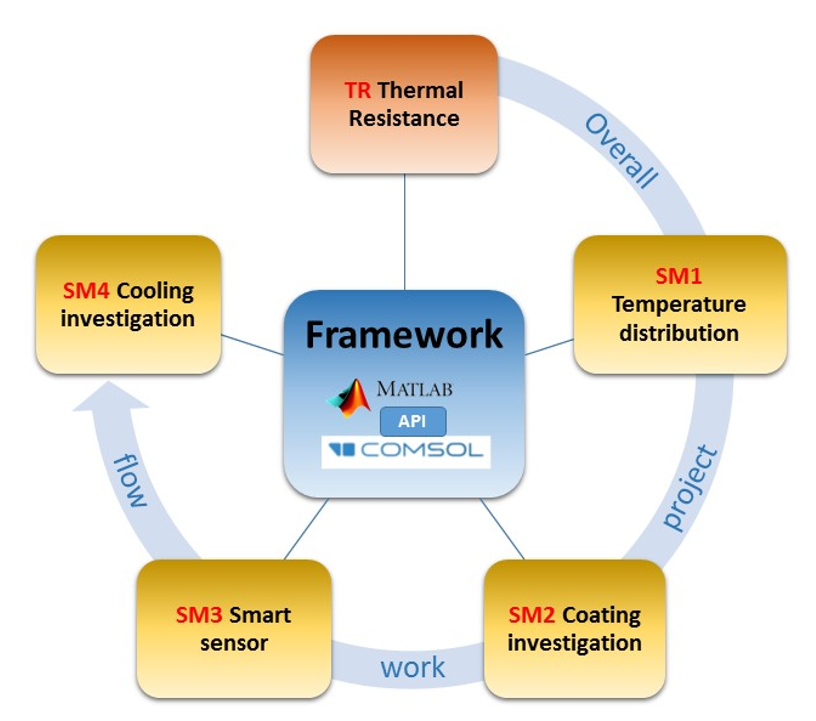 TR Thermal
Resistance
Overall
SM1
Temperature
distribution
project
SM2 Coating
investigation
work
SM3 Smart
sensor
flow
SM4 Cooling
investigation
Framework
MATLAB
API
COMSOL